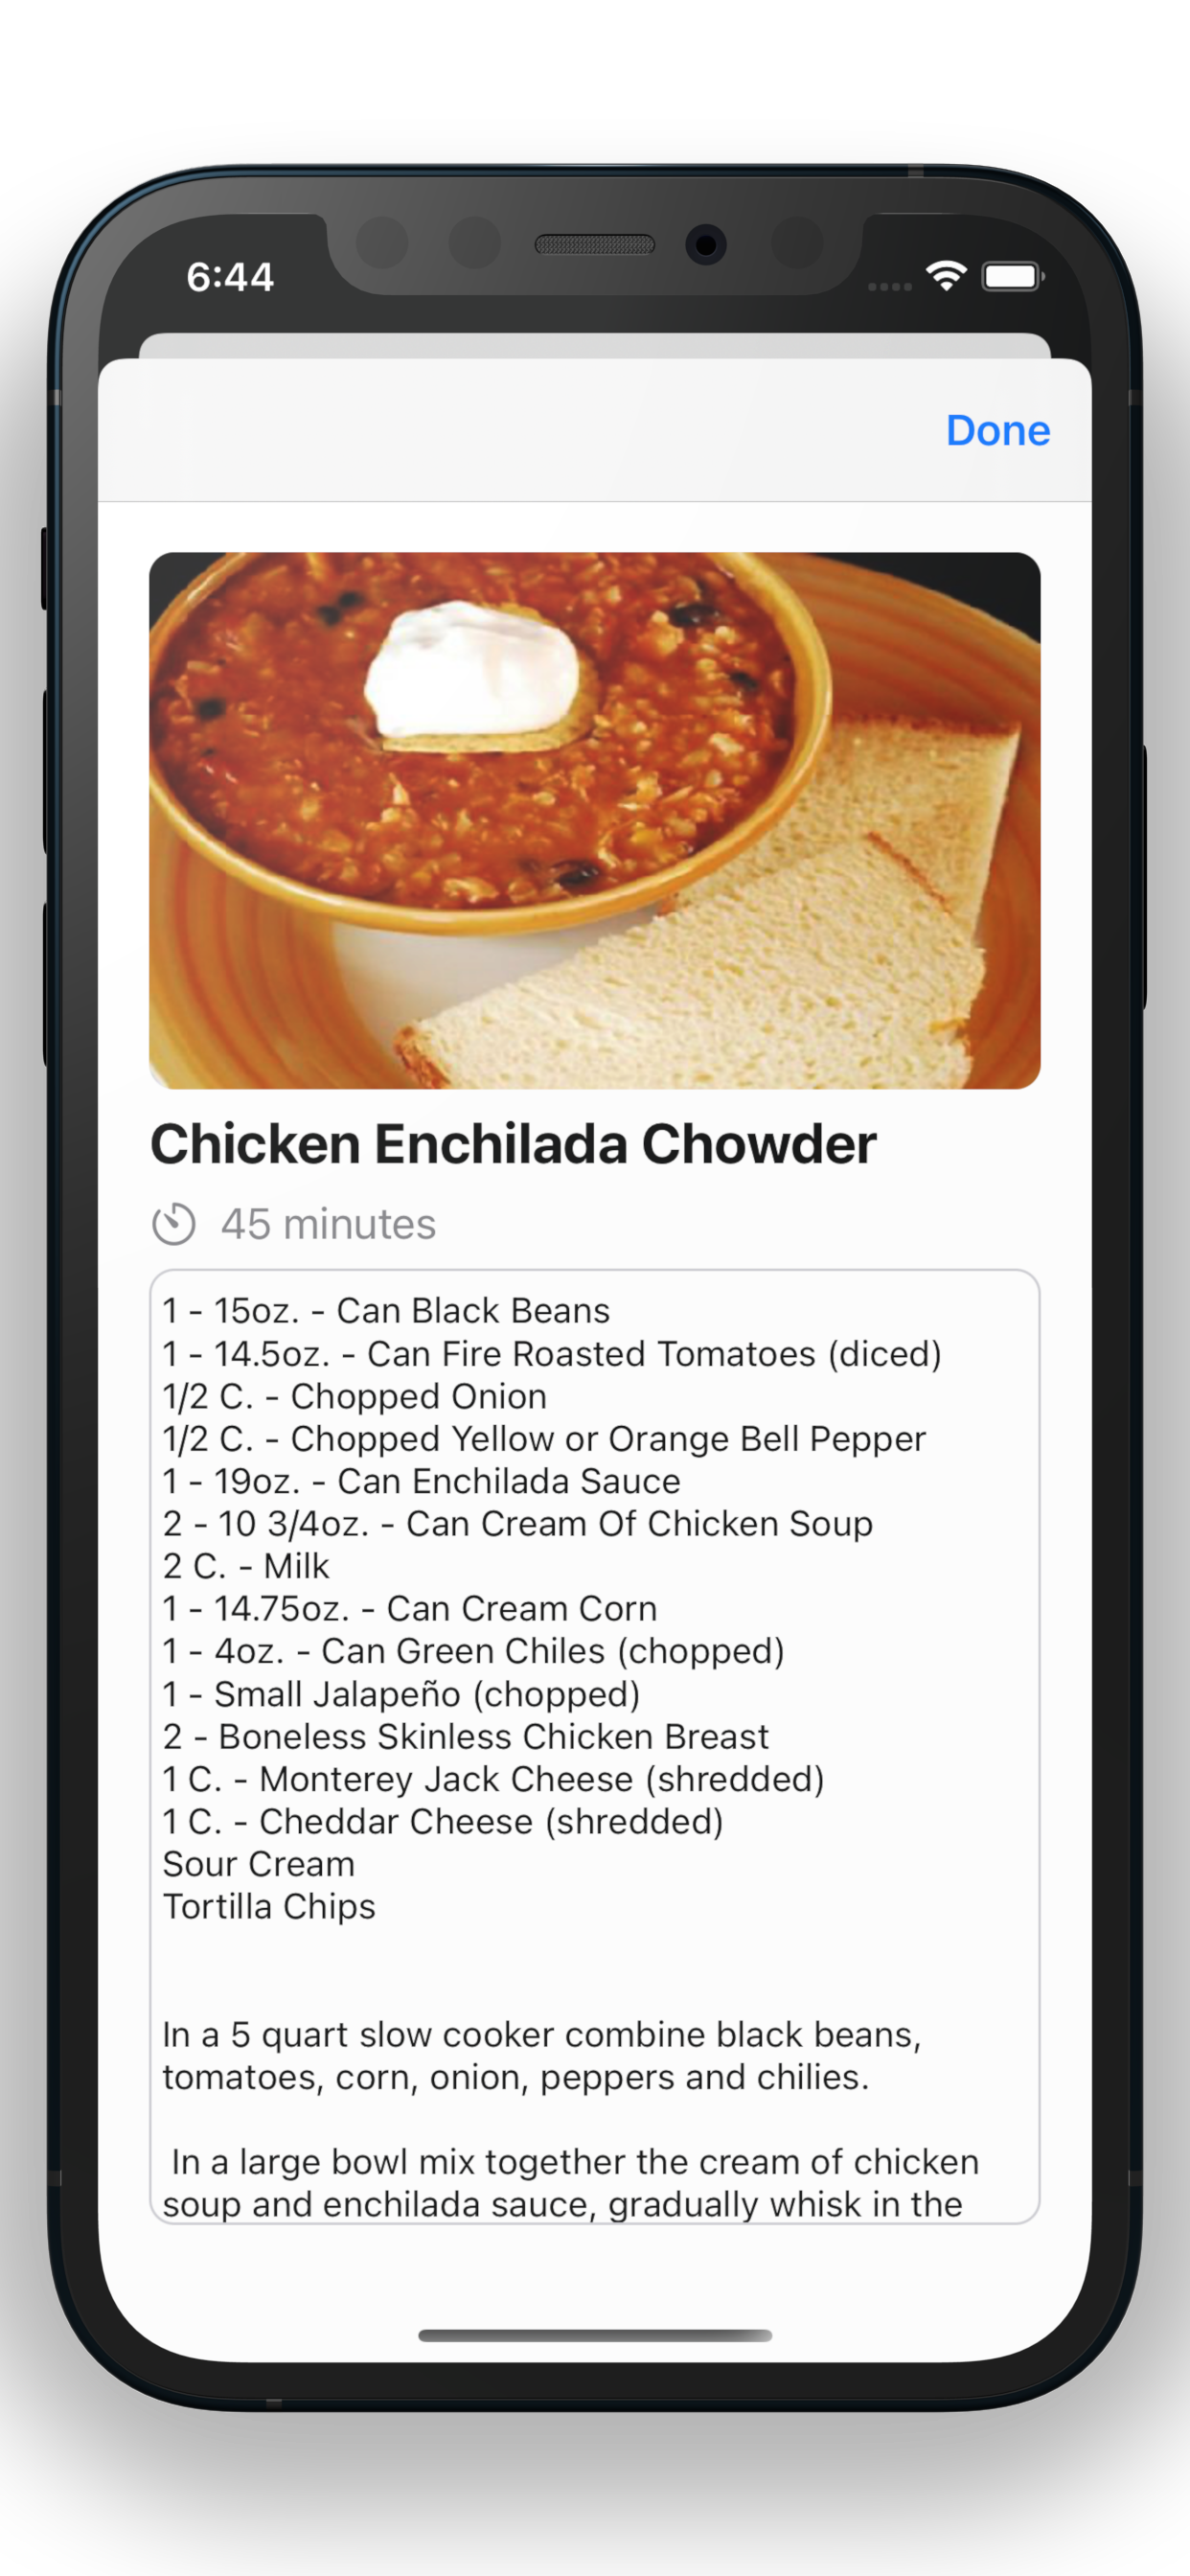 6:44
Done
Chicken Enchilada Chowder
45 minutes
1 - 15oz. - Can Black Beans
1 - 14.5oz. - Can Fire Roasted Tomatoes (diced)
1/2 C. - Chopped Onion
1/2 C. - Chopped Yellow or Orange Bell Pepper
1 - 19oz. - Can Enchilada Sauce
2 - 10 3/4oz. - Can Cream Of Chicken Soup
2 C. - Milk
1 - 14.75oz. - Can Cream Corn
1 - 4oz. - Can Green Chiles (chopped)
1 - Small Jalapeño (chopped)
2 - Boneless Skinless Chicken Breast
1 C. - Monterey Jack Cheese (shredded)
1 C. - Cheddar Cheese (shredded)
Sour Cream
Tortilla Chips
In a 5 quart slow cooker combine black beans,
tomatoes, corn, onion, peppers and chilies.
In a large bowl mix together the cream of chicken
soup and enchilada sauce, gradually whisk in the